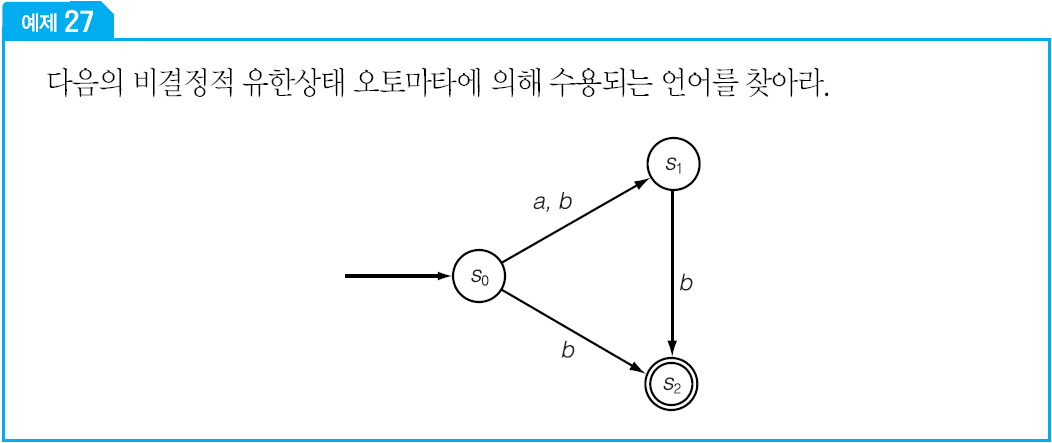 예제 27
다음의 비결정적 유한상태 오토마타에 의해 수용되는 언어를 찾아라.
s₁
a, b
s₀
b
b
s₂